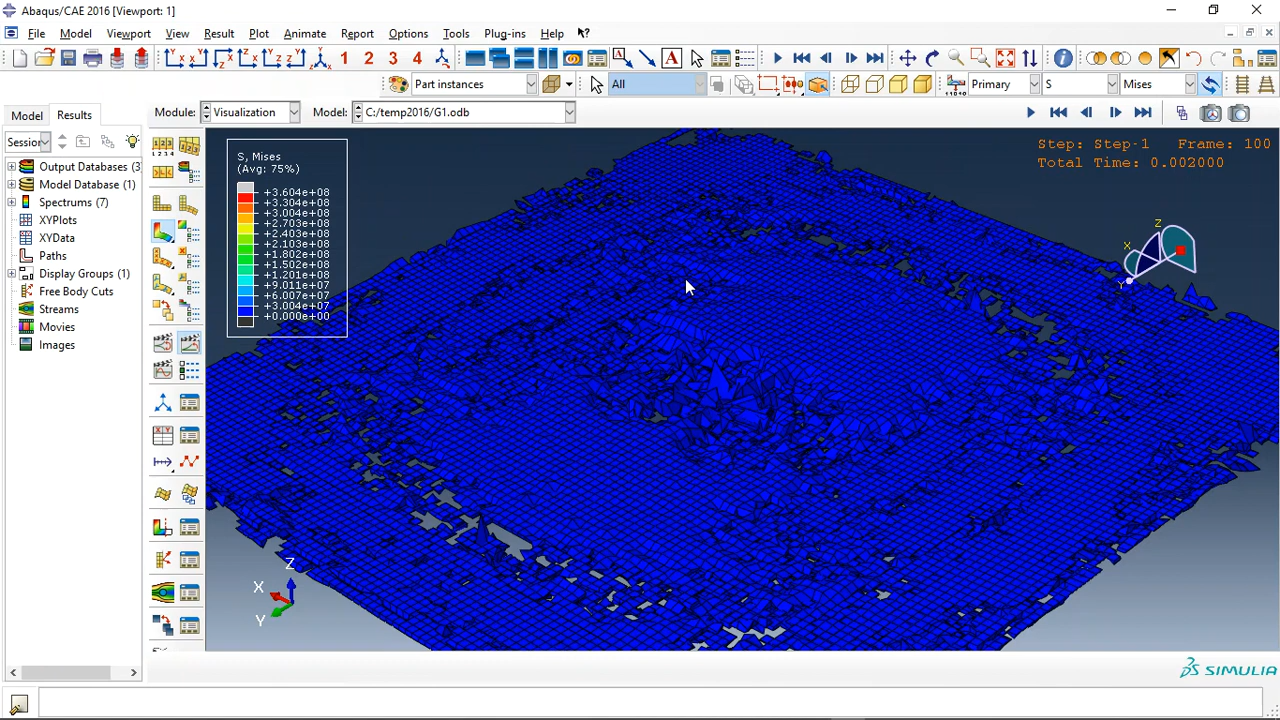 Abaqus/CAE 2016 [Viewport: 1]
File Model Viewport View Result Plot Animate Report Options Tools Plug-ins Help
1 2 3 4
Part instances
All
Primary
S
Mises
Model
Results
Module:
Visualization
Model:
C:/temp2016/G1.odb
Session
Output Databases (3
Model Database (1)
Spectrums (7)
XYPlots
XYData
Paths
Display Groups (1)
Free Body Cuts
Streams
Movies
Images
S, Mises
(Avg: 75%)
+3.604e+08
+3.304e+08
+3.004e+08
+2.703e+08
+2.403e+08
+2.103e+08
+1.802e+08
+1.502e+08
+1.201e+08
+9.011e+07
+6.007e+07
+3.004e+07
+0.000e+00
Step: Step-1 Frame: 100
Total Time: 0.002000
Z
X
Y
Z
X
Y
SIMULIA